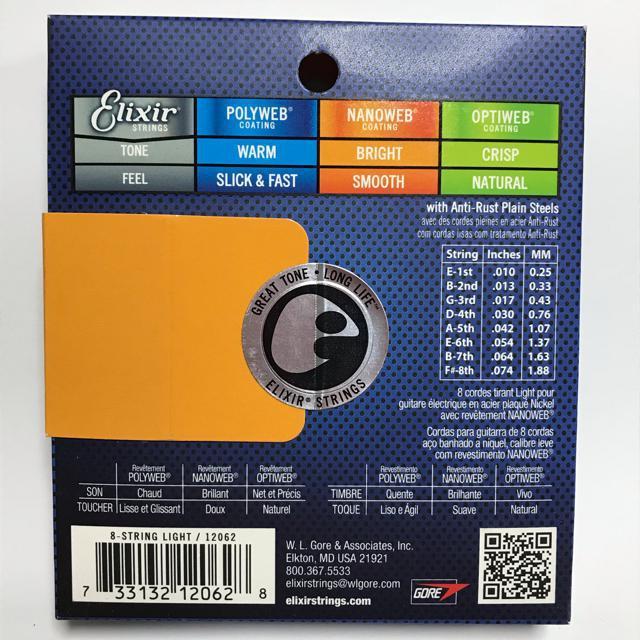 Elixir® STRINGS POLYWEB® COATING NANOWEB® COATING OPTIWEB® COATING
TONE WARM BRIGHT CRISP
FEEL SLICK & FAST SMOOTH NATURAL
with Anti-Rust Plain Steels
avec des cordes pleines en acier Anti-Rust
com cordas lisas com tratamento Anti-Rust
String Inches MM
E-1st .010 0.25
B-2nd .013 0.33
G-3rd .017 0.43
D-4th .030 0.76
A-5th .042 1.07
E-6th .054 1.37
B-7th .064 1.63
F#-8th .074 1.88
GREAT TONE • LONG LIFE™
ELIXIR® STRINGS
8 cordes tirant Light pour
guitare électrique en acier plaqué Nickel
avec revêtement NANOWEB®
Cordas para guitarra de 8 cordas
aço banhado a níquel, calibre leve
com revestimento NANOWEB®
Revêtement POLYWEB® Revêtement NANOWEB® Revêtement OPTIWEB®
SON Chaud Brillant Net et Précis
TOUCHER Lisse et Glissant Doux Naturel
Revestimento POLYWEB® Revestimento NANOWEB® Revestimento OPTIWEB®
TIMBRE Quente Brilhante Vivo
TOQUE Liso e Ágil Suave Natural
8-STRING LIGHT / 12062
7 33132 12062 8
W. L. Gore & Associates, Inc.
Elkton, MD USA 21921
800.367.5533
elixirstrings@wlgore.com
elixirstrings.com
GORE